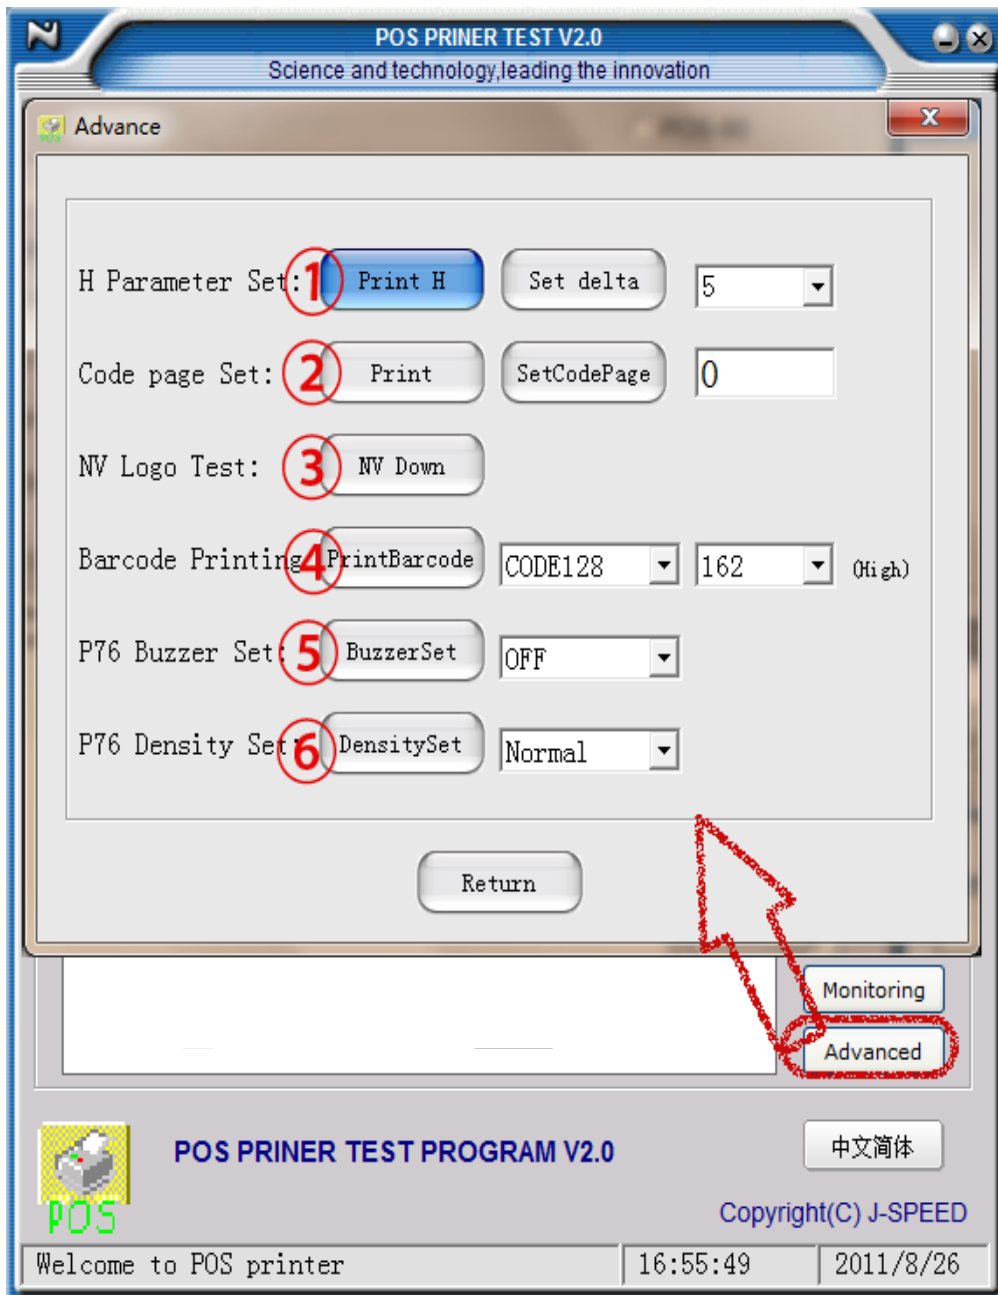 POS PRINER TEST V2.0
Science and technology,leading the innovation
Advance
H Parameter Set: 1 Print H Set delta 5
Code page Set: 2 Print SetCodePage 0
NV Logo Test: 3 NV Down
Barcode Printing 4 PrintBarcode CODE128 162 (High)
P76 Buzzer Set: 5 BuzzerSet OFF
P76 Density Set: 6 DensitySet Normal
Return
Monitoring
Advanced
POS PRINER TEST PROGRAM V2.0 中文简体
POS
Copyright(C) J-SPEED
Welcome to POS printer 16:55:49 2011/8/26